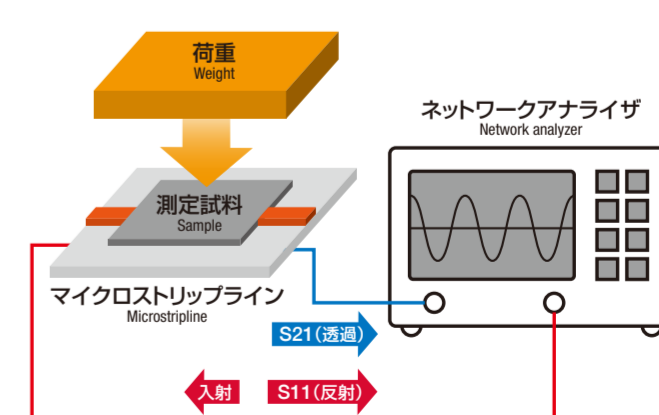 荷重
Weight
ネットワークアナライザ
Network analyzer
測定試料
Sample
マイクロストリップライン
Microstripline
S21(透過)
入射
S11(反射)